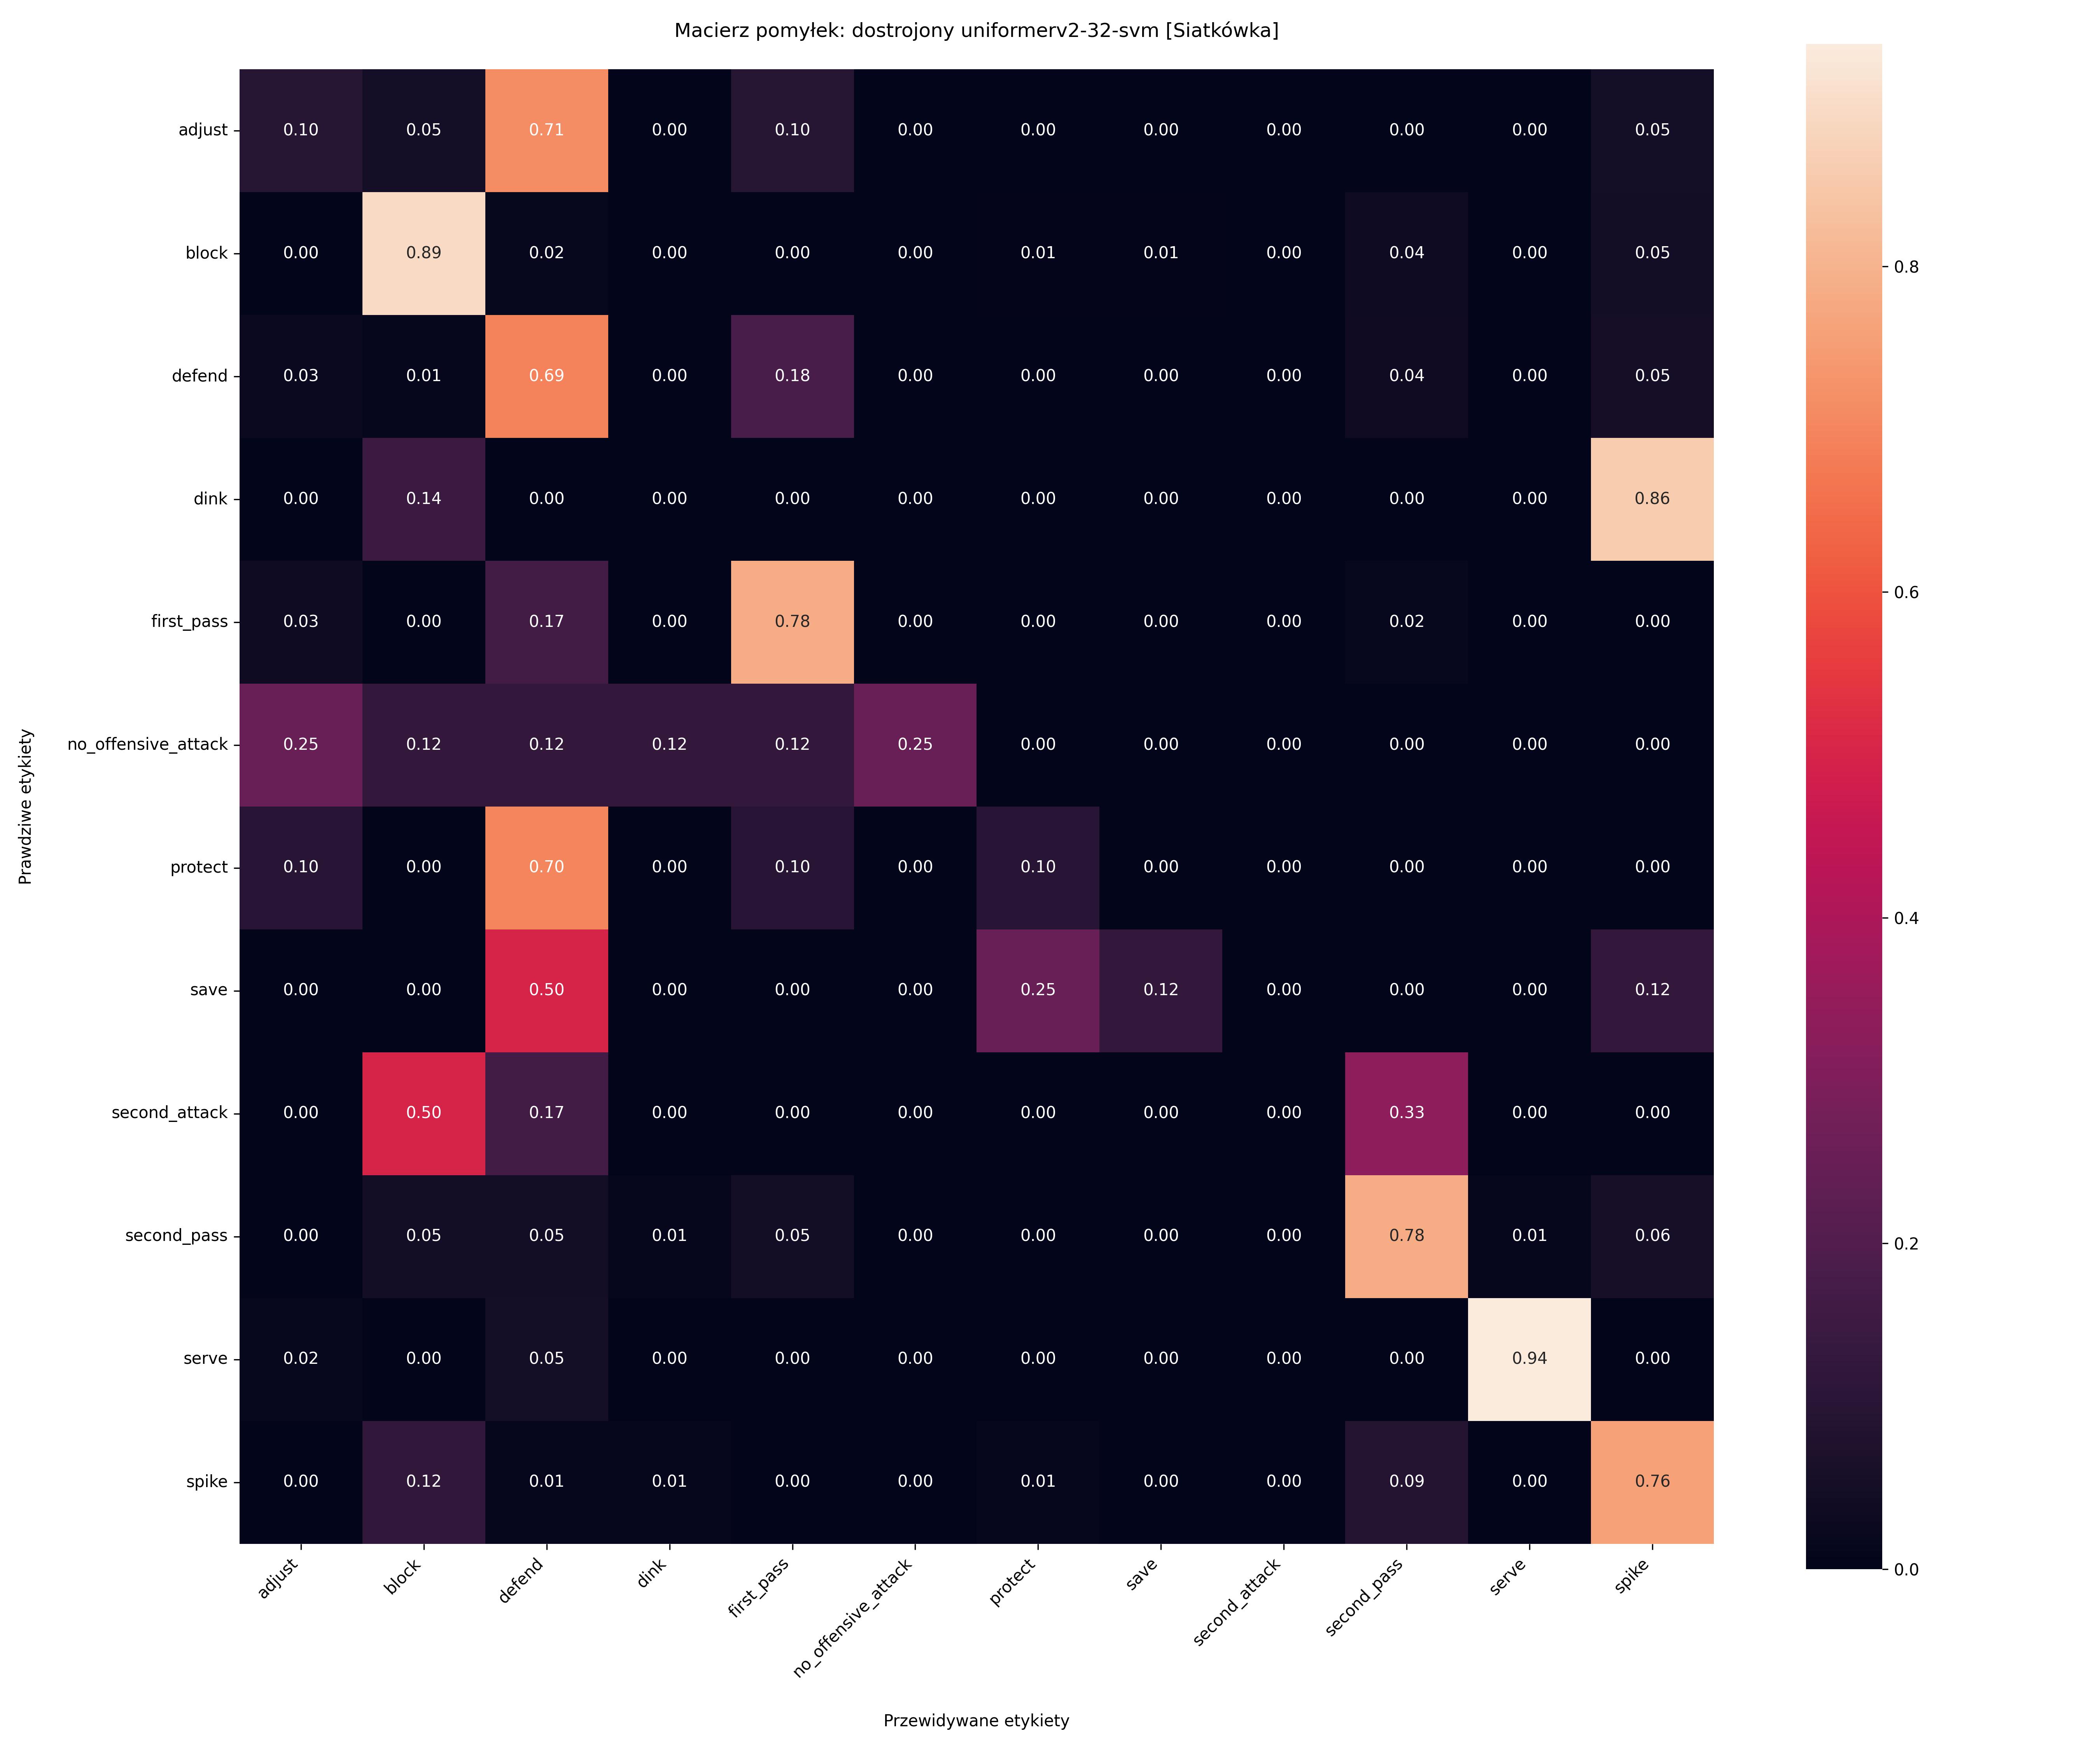 Macierz pomyłek: dostrojony uniformerv2-32-svm [Siatkówka]
adjust 0.10 0.05 0.71 0.00 0.10 0.00 0.00 0.00 0.00 0.00 0.00 0.05
block 0.00 0.89 0.02 0.00 0.00 0.00 0.01 0.01 0.00 0.04 0.00 0.05
0.8
defend 0.03 0.01 0.69 0.00 0.18 0.00 0.00 0.00 0.00 0.04 0.00 0.05
dink 0.00 0.14 0.00 0.00 0.00 0.00 0.00 0.00 0.00 0.00 0.00 0.86
0.6
first_pass 0.03 0.00 0.17 0.00 0.78 0.00 0.00 0.00 0.00 0.02 0.00 0.00
no_offensive_attack 0.25 0.12 0.12 0.12 0.12 0.25 0.00 0.00 0.00 0.00 0.00 0.00
Prawdziwe etykiety
protect 0.10 0.00 0.70 0.00 0.10 0.00 0.10 0.00 0.00 0.00 0.00 0.00
0.4
save 0.00 0.00 0.50 0.00 0.00 0.00 0.25 0.12 0.00 0.00 0.00 0.12
second_attack 0.00 0.50 0.17 0.00 0.00 0.00 0.00 0.00 0.00 0.33 0.00 0.00
second_pass 0.00 0.05 0.05 0.01 0.05 0.00 0.00 0.00 0.00 0.78 0.01 0.06
0.2
serve 0.02 0.00 0.05 0.00 0.00 0.00 0.00 0.00 0.00 0.00 0.94 0.00
spike 0.00 0.12 0.01 0.01 0.00 0.00 0.01 0.00 0.00 0.09 0.00 0.76
0.0
adjust block defend dink first_pass no_offensive_attack protect save second_attack second_pass serve spike
Przewidywane etykiety